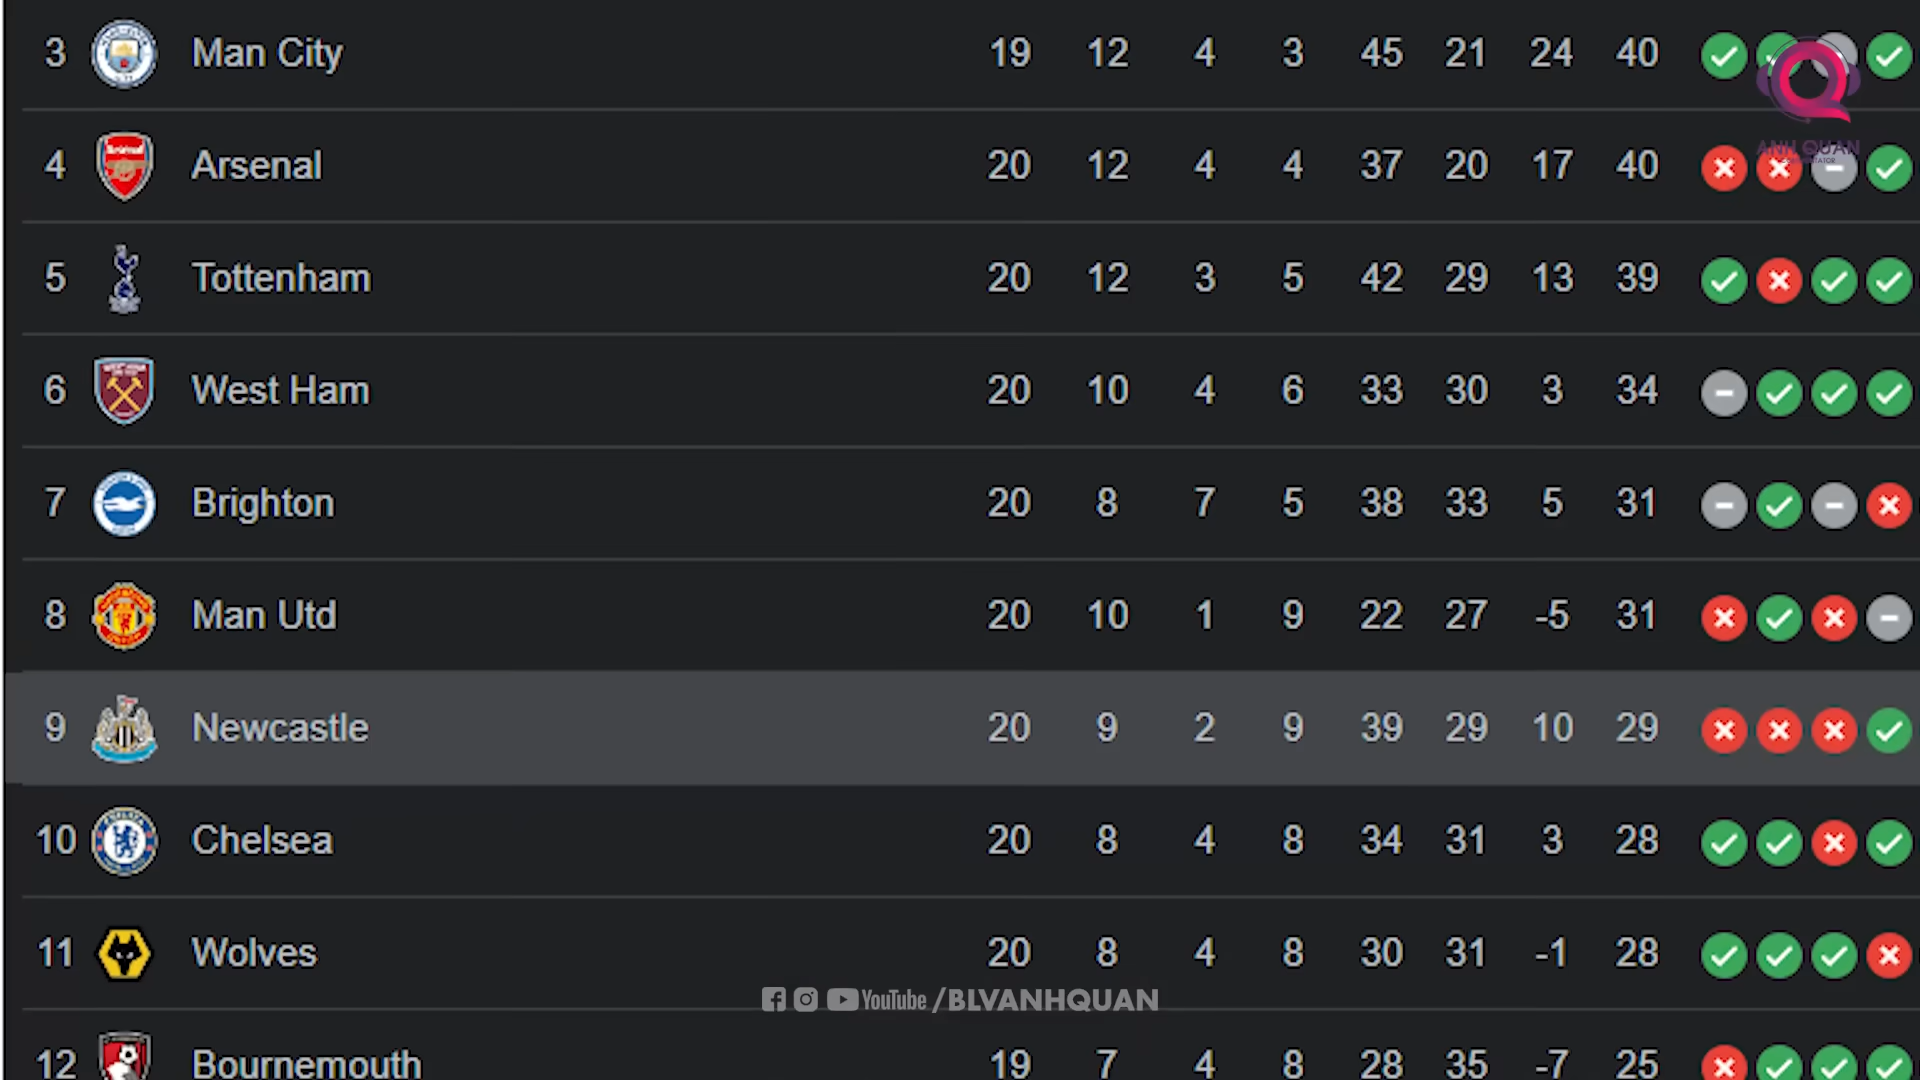 3 Man City 19 12 4 3 45 21 24 40
ANH QUAN
4 Arsenal 20 12 4 4 37 20 17 40
5 Tottenham 20 12 3 5 42 29 13 39
6 West Ham 20 10 4 6 33 30 3 34
7 Brighton 20 8 7 5 38 33 5 31
8 Man Utd 20 10 1 9 22 27 -5 31
9 Newcastle 20 9 2 9 39 29 10 29
10 Chelsea 20 8 4 8 34 31 3 28
11 Wolves 20 8 4 8 30 31 -1 28
YouTube /BLVANHQUAN
12 Bournemouth 19 7 4 8 28 35 -7 25